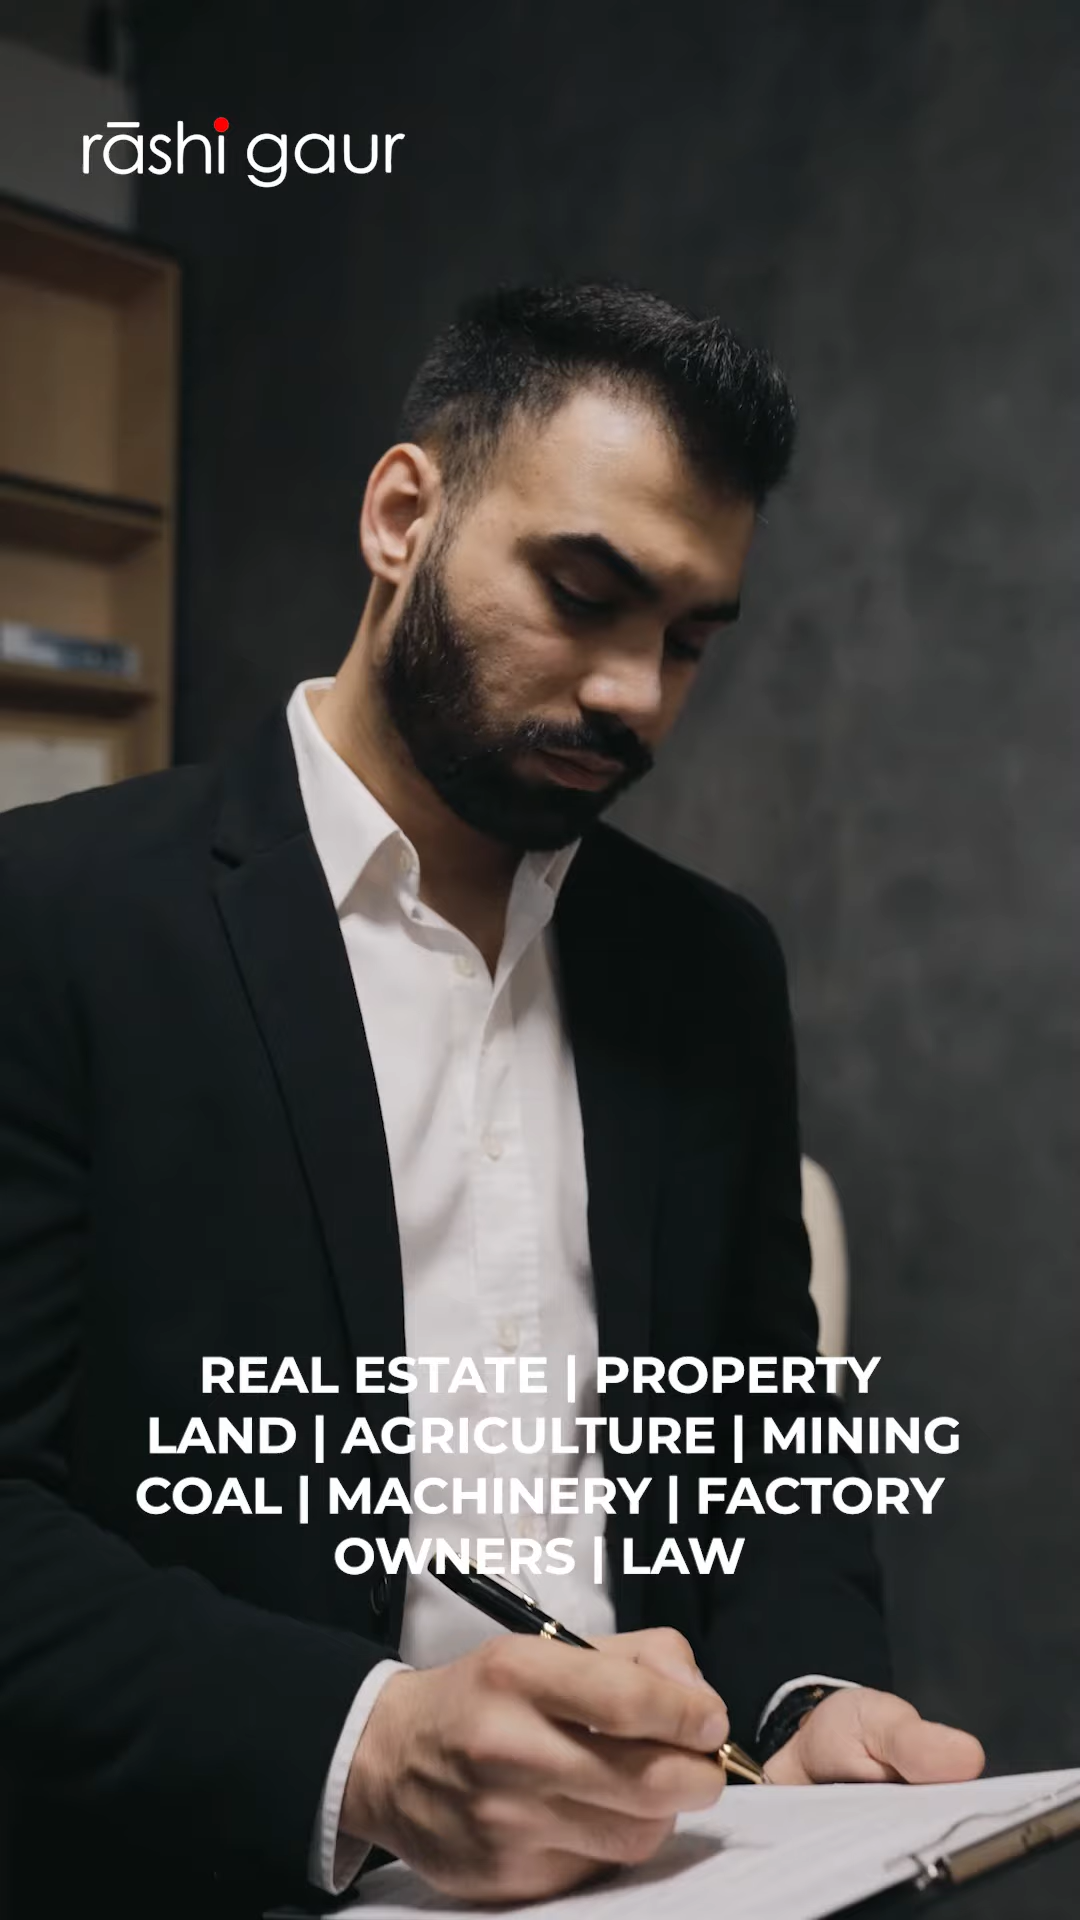 rāshi gaur
REAL ESTATE | PROPERTY
LAND | AGRICULTURE | MINING
COAL | MACHINERY | FACTORY
OWNERS | LAW